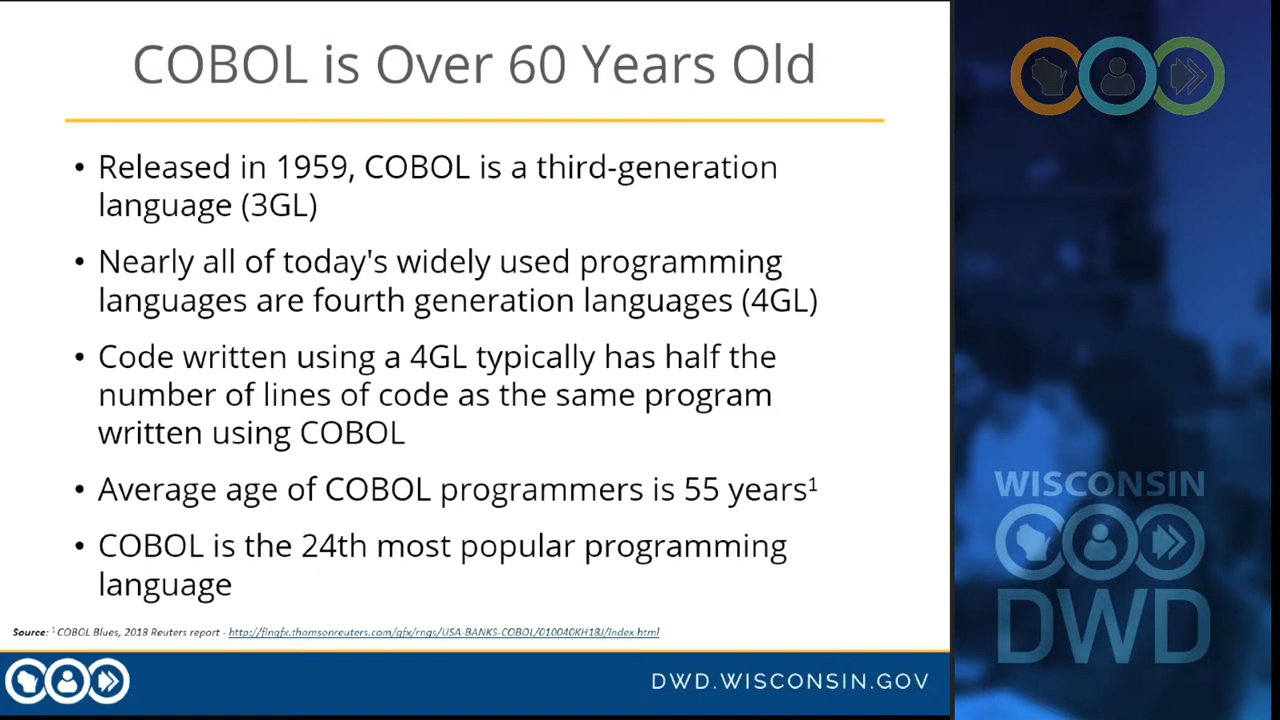 COBOL is Over 60 Years Old
• Released in 1959, COBOL is a third-generation
language (3GL)
• Nearly all of today's widely used programming
languages are fourth generation languages (4GL)
• Code written using a 4GL typically has half the
number of lines of code as the same program
written using COBOL
• Average age of COBOL programmers is 55 years¹
• COBOL is the 24th most popular programming
language
Source: ¹ COBOL Blues, 2018 Reuters report - http://fingfx.thomsonreuters.com/gfx/rngs/USA-BANKS-COBOL/010040KH18J/index.html
DWD.WISCONSIN.GOV
WISCONSIN
DWD